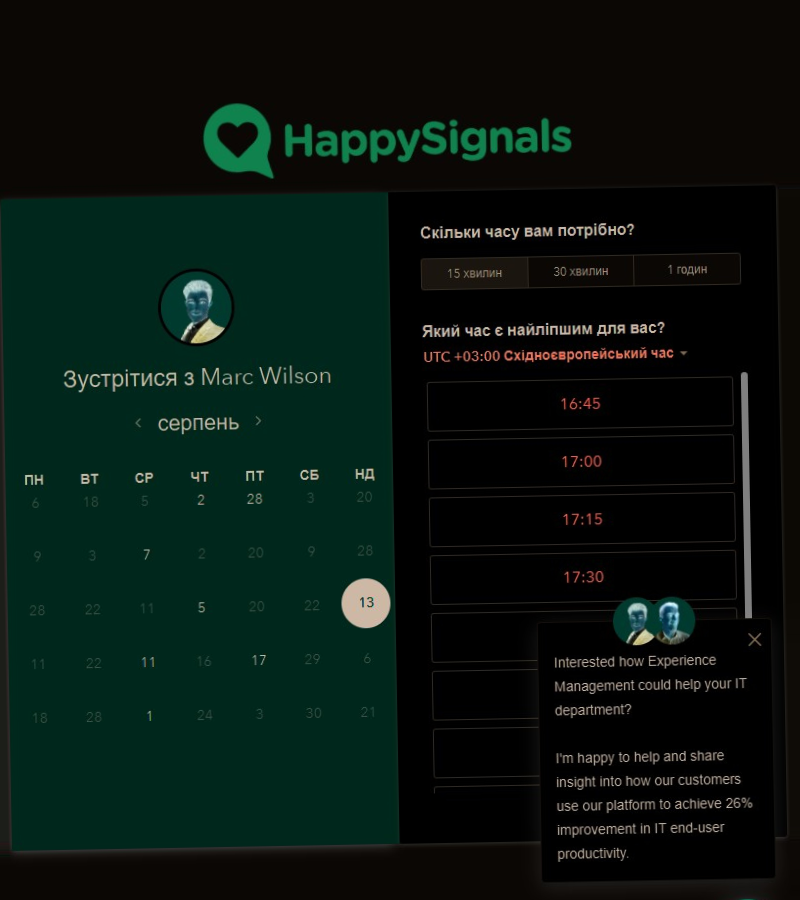 HappySignals
Зустрітися з Marc Wilson
серпень
ПН ВТ СР ЧТ ПТ СБ НД
6 18 5 2 28 3 20
9 3 7 2 20 9 28
28 22 11 5 20 22 13
11 22 11 16 17 29 6
18 28 1 24 3 30 21
Скільки часу вам потрібно?
15 хвилин 30 хвилин 1 годин
Який час є найліпшим для вас?
UTC +03:00 Східноєвропейський час
16:45
17:00
17:15
17:30
Interested how Experience
Management could help your IT
department?
I'm happy to help and share
insight into how our customers
use our platform to achieve 26%
improvement in IT end-user
productivity.